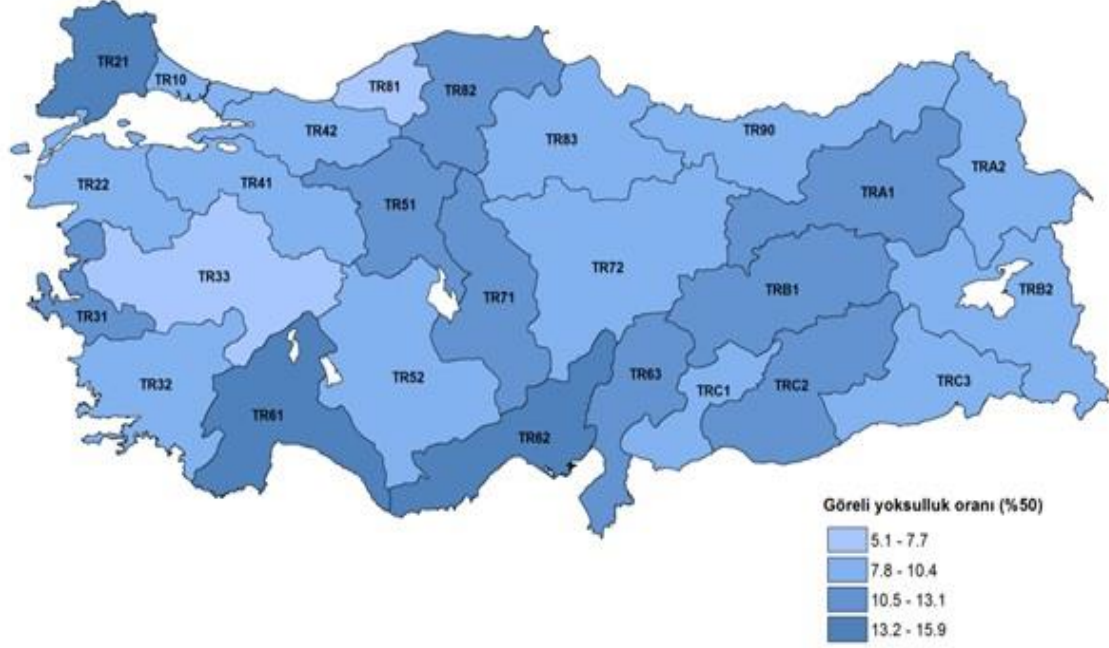 TR21
TR10
TR81
TR82
TR42
TR83
TR90
TRA2
TR22
TR41
TR51
TRA1
TR33
TR72
TR71
TRB1
TRB2
TR31
TR32
TR52
TR63
TRC1
TRC2
TRC3
TR61
TR62
Göreli yoksulluk oranı (%50)
5.1 - 7.7
7.8 - 10.4
10.5 - 13.1
13.2 - 15.9